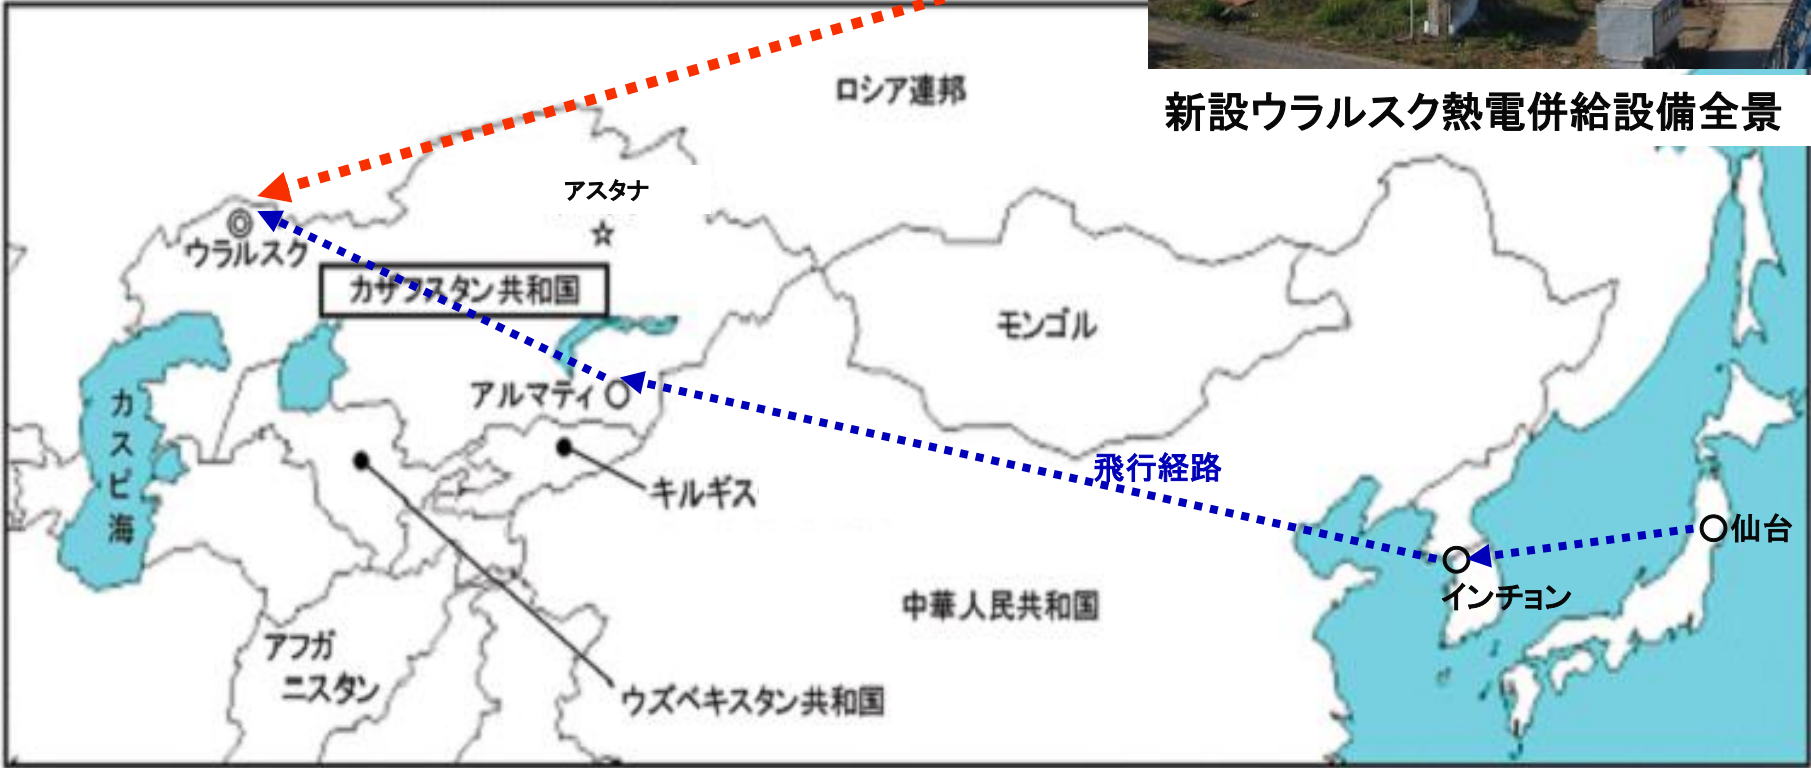 ロシア連邦
新設ウラルスク熱電併給設備全景
アスタナ
ウラルスク
カザフスタン共和国
モンゴル
アルマティ
カスピ海
飛行経路
キルギス
仙台
インチョン
中華人民共和国
アフガ
ニスタン
ウズベキスタン共和国